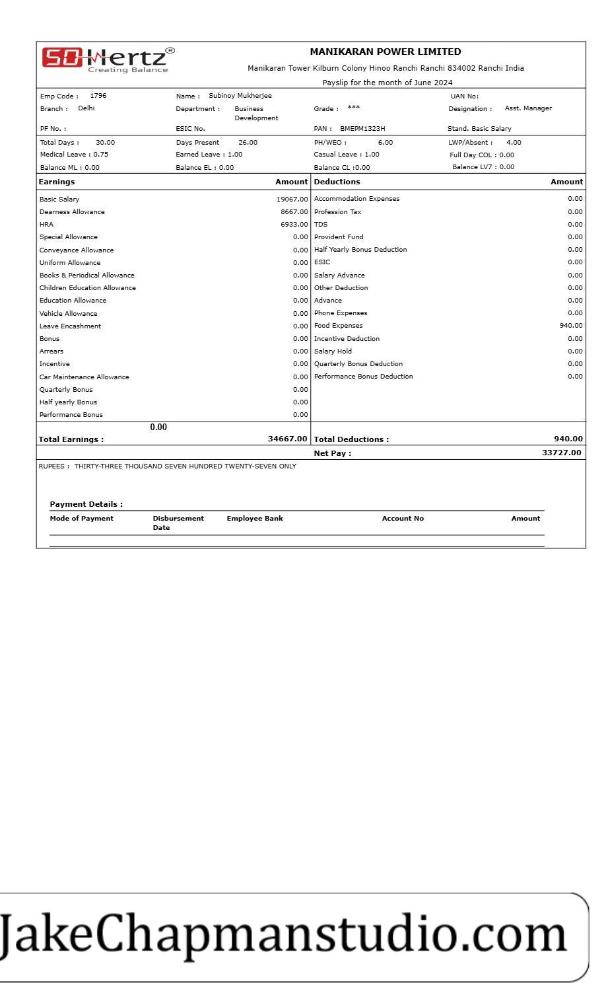 50Hertz®
Creating Balance
MANIKARAN POWER LIMITED
Manikaran Tower Kilburn Colony Hinoo Ranchi Ranchi 834002 Ranchi India
Payslip for the month of June 2024
Emp Code : 1796 Name : Subinoy Mukherjee UAN No:
Branch : Delhi Department : Business Development Grade : *** Designation : Asst. Manager
PF No. : ESIC No. PAN : BMEPM1323H Stand. Basic Salary
Total Days : 30.00 Days Present 26.00 PH/WEO : 6.00 LWP/Absent : 4.00
Medical Leave : 0.75 Earned Leave : 1.00 Casual Leave : 1.00 Full Day COL : 0.00
Balance ML : 0.00 Balance EL : 0.00 Balance CL :0.00 Balance LV7 : 0.00
Earnings Amount Deductions Amount
Basic Salary 19067.00 Accommodation Expenses 0.00
Dearness Allowance 8667.00 Profession Tax 0.00
HRA 6933.00 TDS 0.00
Special Allowance 0.00 Provident Fund 0.00
Conveyance Allowance 0.00 Half Yearly Bonus Deduction 0.00
Uniform Allowance 0.00 ESIC 0.00
Books & Periodical Allowance 0.00 Salary Advance 0.00
Children Education Allowance 0.00 Other Deduction 0.00
Education Allowance 0.00 Advance 0.00
Vehicle Allowance 0.00 Phone Expenses 0.00
Leave Encashment 0.00 Food Expenses 940.00
Bonus 0.00 Incentive Deduction 0.00
Arrears 0.00 Salary Hold 0.00
Incentive 0.00 Quarterly Bonus Deduction 0.00
Car Maintenance Allowance 0.00 Performance Bonus Deduction 0.00
Quarterly Bonus 0.00
Half yearly Bonus 0.00
Performance Bonus 0.00
0.00
Total Earnings : 34667.00 Total Deductions : 940.00
Net Pay : 33727.00
RUPEES : THIRTY-THREE THOUSAND SEVEN HUNDRED TWENTY-SEVEN ONLY
Payment Details :
Mode of Payment Disbursement Date Employee Bank Account No Amount
JakeChapmanstudio.com